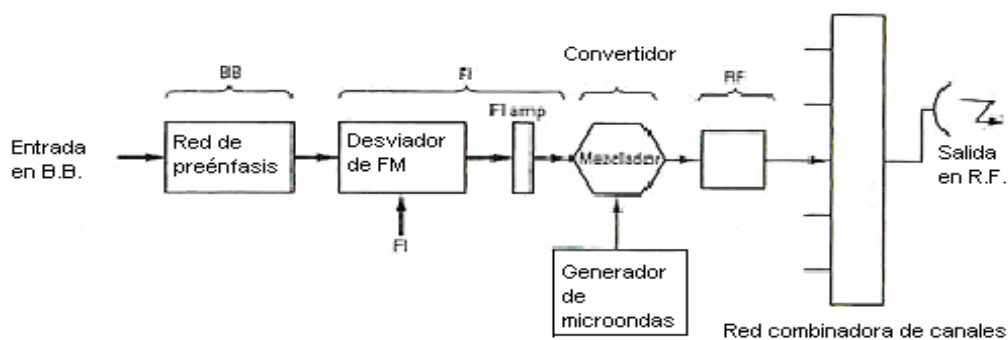 Convertidor
BB
FI
RF
FI amp
Entrada
en B.B.
Red de
preénfasis
Desviador
de FM
Mezclador
Salida
en R.F.
FI
Generador
de
microondas
Red combinadora de canales